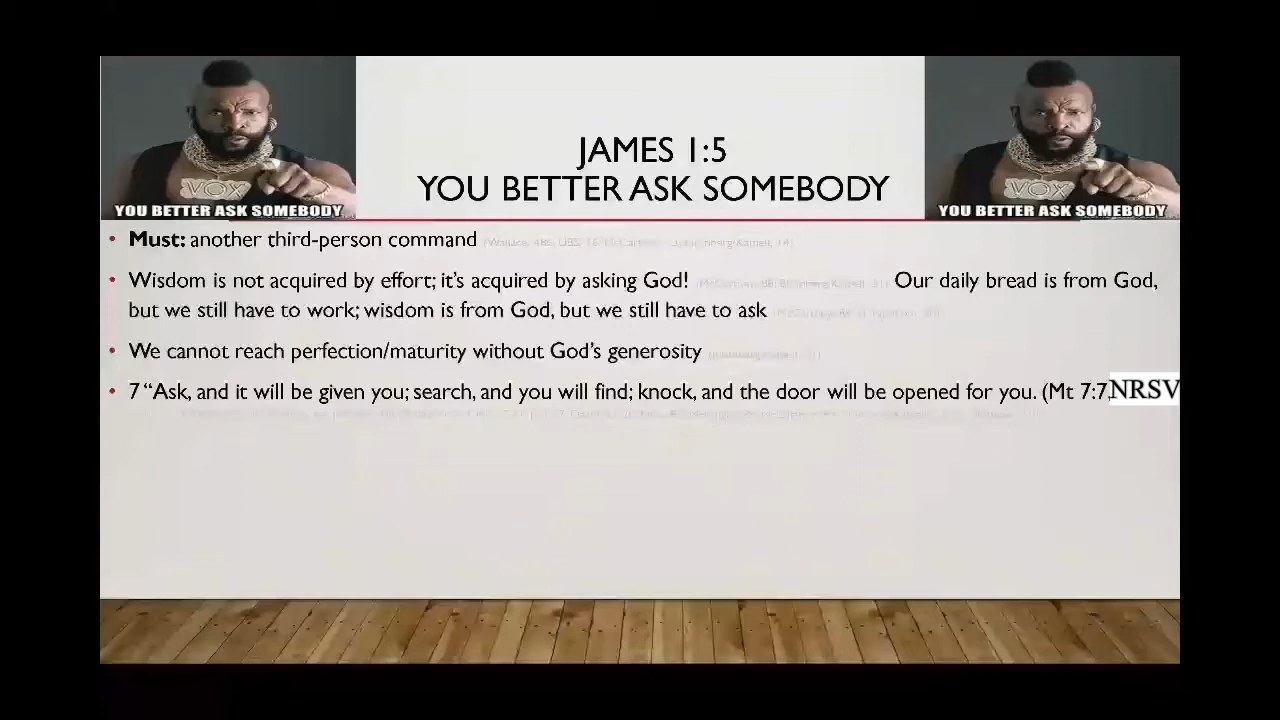 JAMES 1:5
YOU BETTER ASK SOMEBODY
VOX
YOU BETTER ASK SOMEBODY
VOX
YOU BETTER ASK SOMEBODY
• Must: another third-person command
• Wisdom is not acquired by effort; it's acquired by asking God! Our daily bread is from God,
but we still have to work; wisdom is from God, but we still have to ask
• We cannot reach perfection/maturity without God's generosity
• 7 “Ask, and it will be given you; search, and you will find; knock, and the door will be opened for you. (Mt 7:7, NRSV